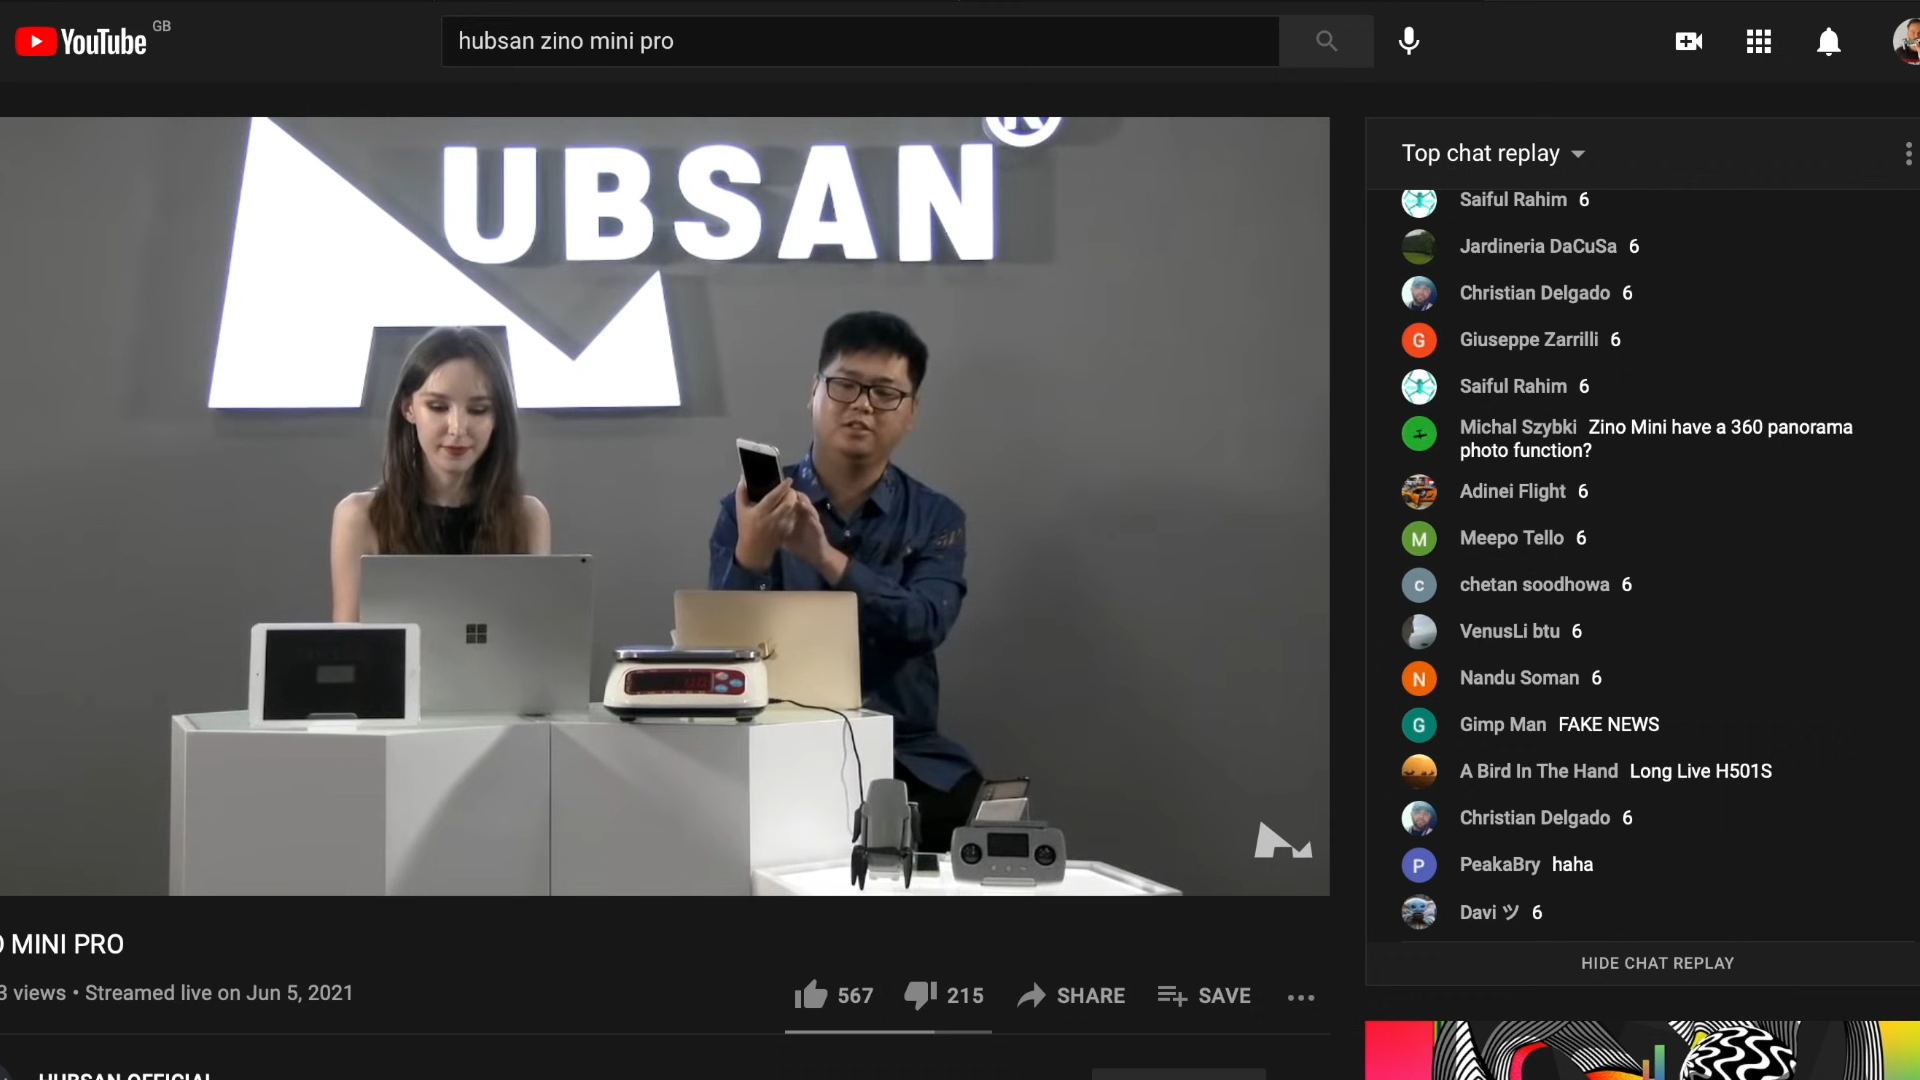 YouTube GB
hubsan zino mini pro
UBSAN®
Top chat replay
Saiful Rahim 6
Jardineria DaCuSa 6
Christian Delgado 6
G Giuseppe Zarrilli 6
Saiful Rahim 6
Michal Szybki Zino Mini have a 360 panorama
photo function?
Adinei Flight 6
M Meepo Tello 6
c chetan soodhowa 6
VenusLi btu 6
N Nandu Soman 6
G Gimp Man FAKE NEWS
A Bird In The Hand Long Live H501S
Christian Delgado 6
P PeakaBry haha
Davi ツ 6
HIDE CHAT REPLAY
O MINI PRO
3 views • Streamed live on Jun 5, 2021
567 215 SHARE SAVE
HUBSAN OFFICIAL